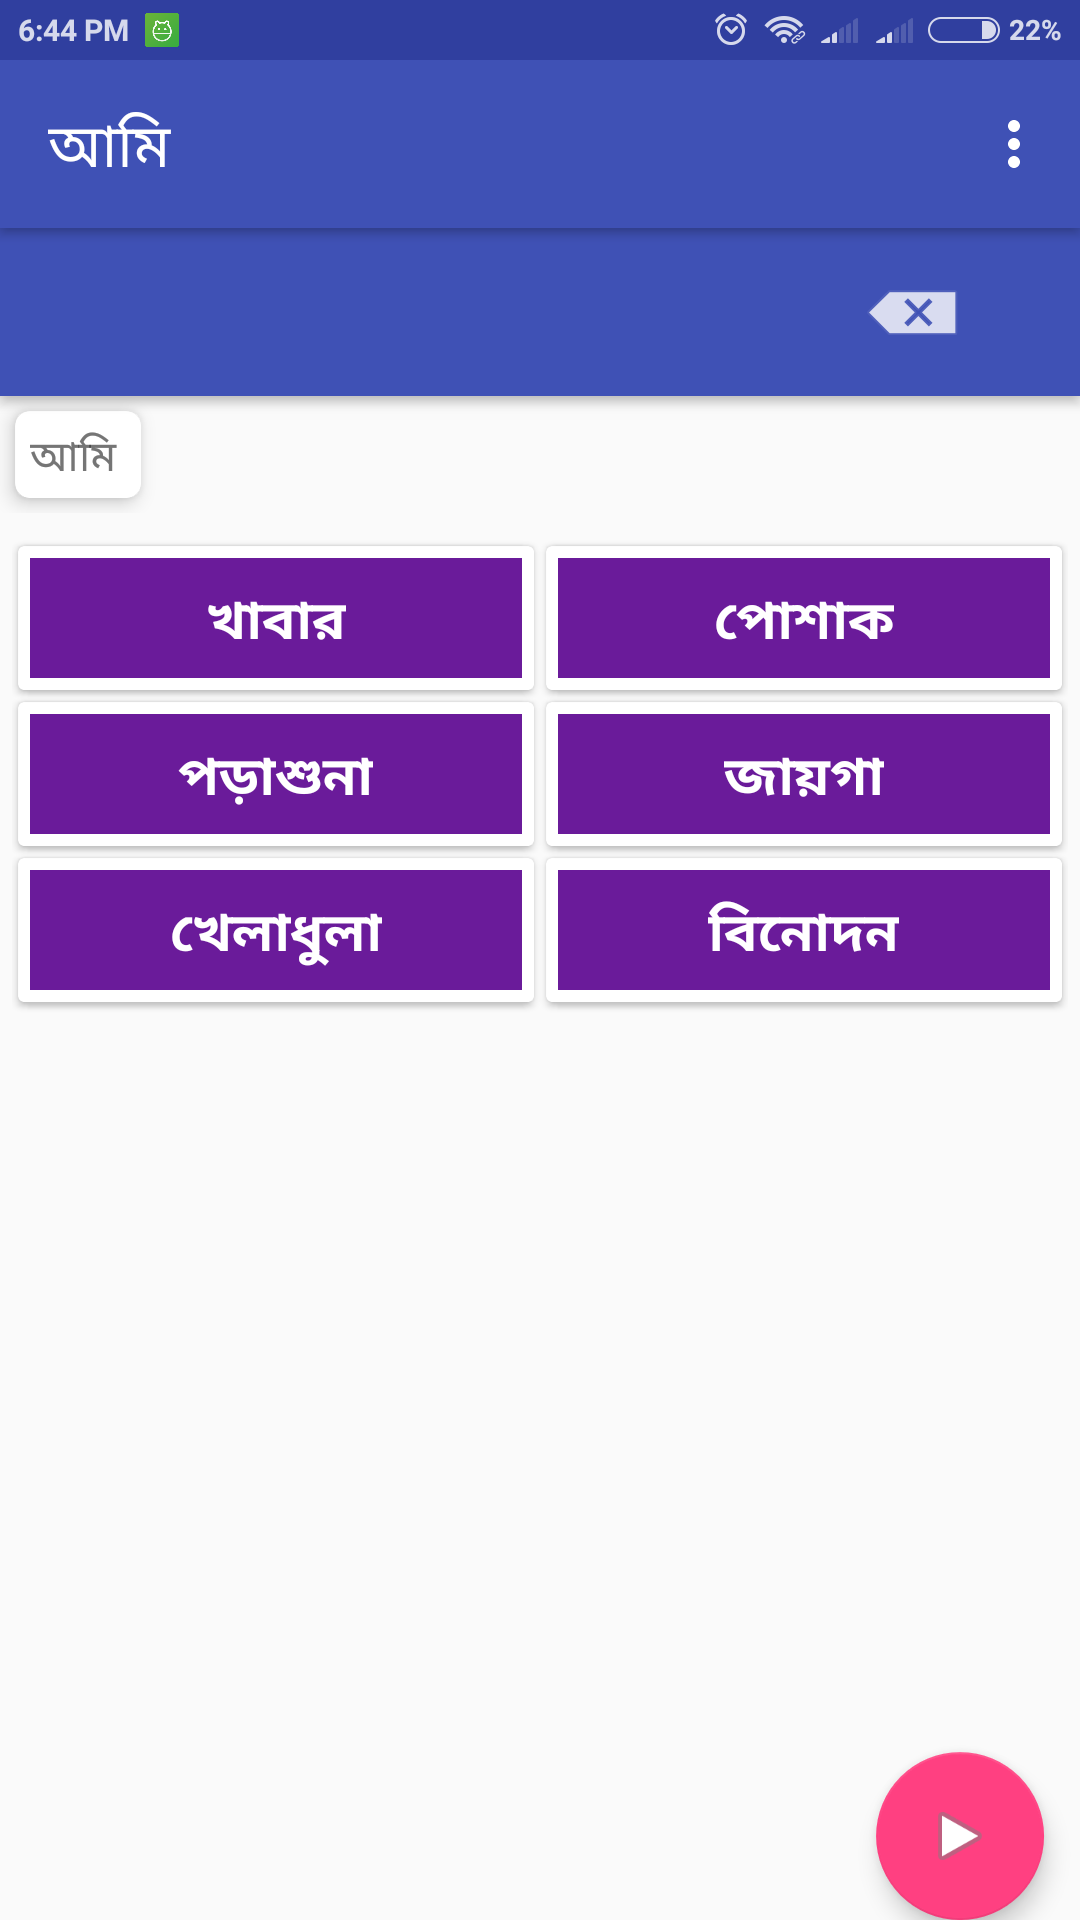 6:44 PM 22%
আমি
আমি
খাবার পোশাক
পড়াশুনা জায়গা
খেলাধুলা বিনোদন